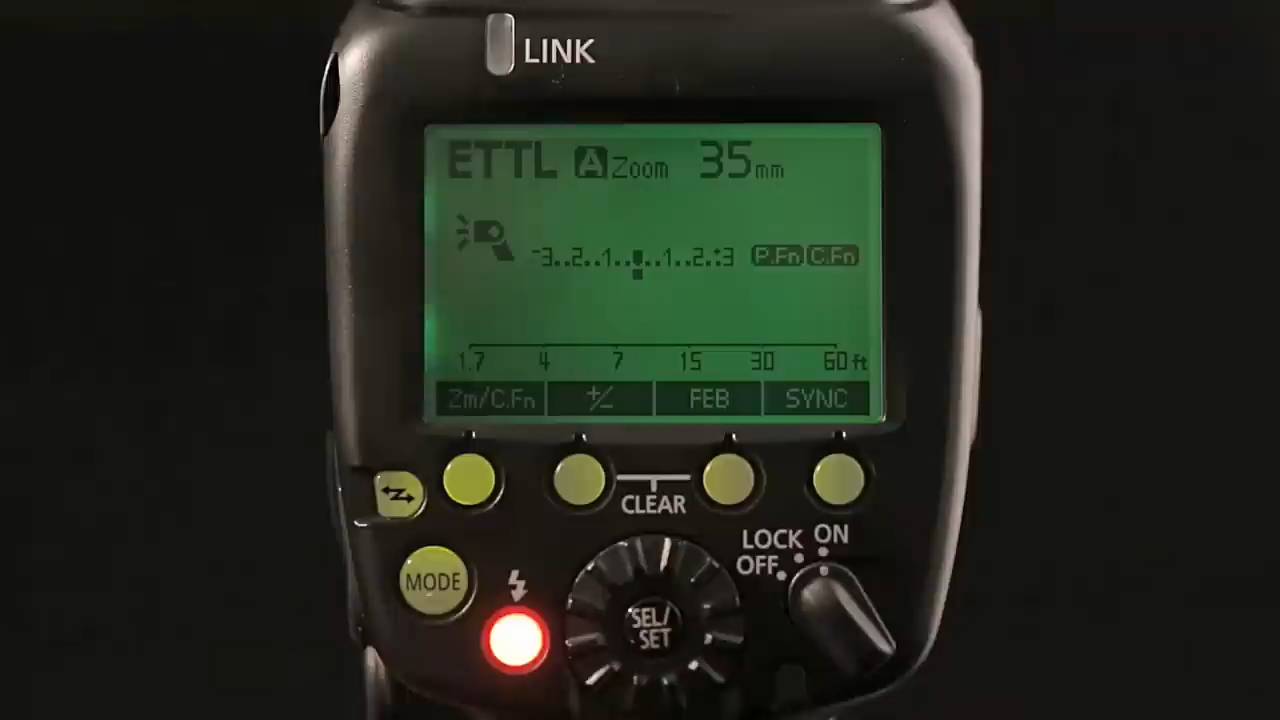 LINK
ETTL A Zoom 35mm
-3..2..1..▮..1..2..+3 P.Fn C.Fn
1.7 4 7 15 30 60 ft
Zm/C.Fn +/- FEB SYNC
CLEAR
LOCK ON
OFF
MODE
SEL/
SET